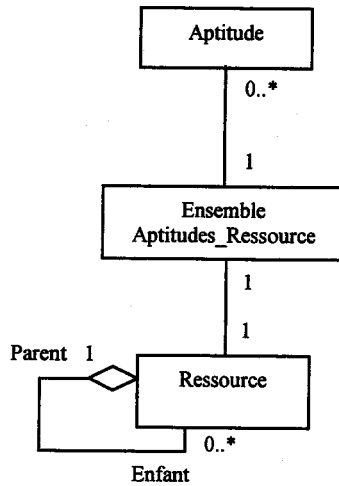 Aptitude
0..*
1
Ensemble
Aptitudes_Ressource
1
1
Parent 1
Ressource
0..*
Enfant